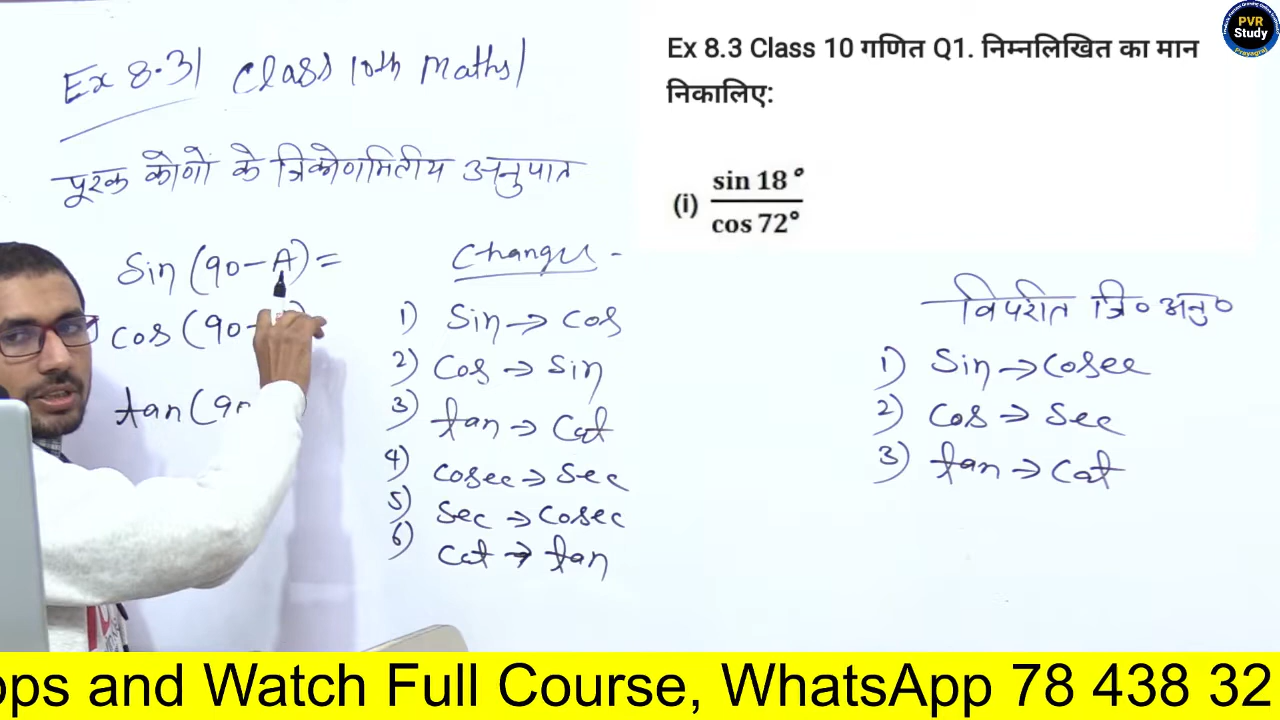 Ex 8.3| Class 10th Maths|
पूरक कोणों के त्रिकोणमितीय अनुपात
Sin (90-A) =
cos (90-
tan (90
Changes -
1) Sin → Cos
2) Cos → Sin
3) tan → Cot
4) Cosec → Sec
5) Sec → Cosec
6) Cot → tan
Ex 8.3 Class 10 गणित Q1. निम्नलिखित का मान
निकालिए:
(i) sin 18°
cos 72°
विपरीत त्रि० अनु०
1) Sin → Cosec
2) Cos → Sec
3) tan → Cot
PVR
Study
Prayagraj
ops and Watch Full Course, WhatsApp 78 438 32